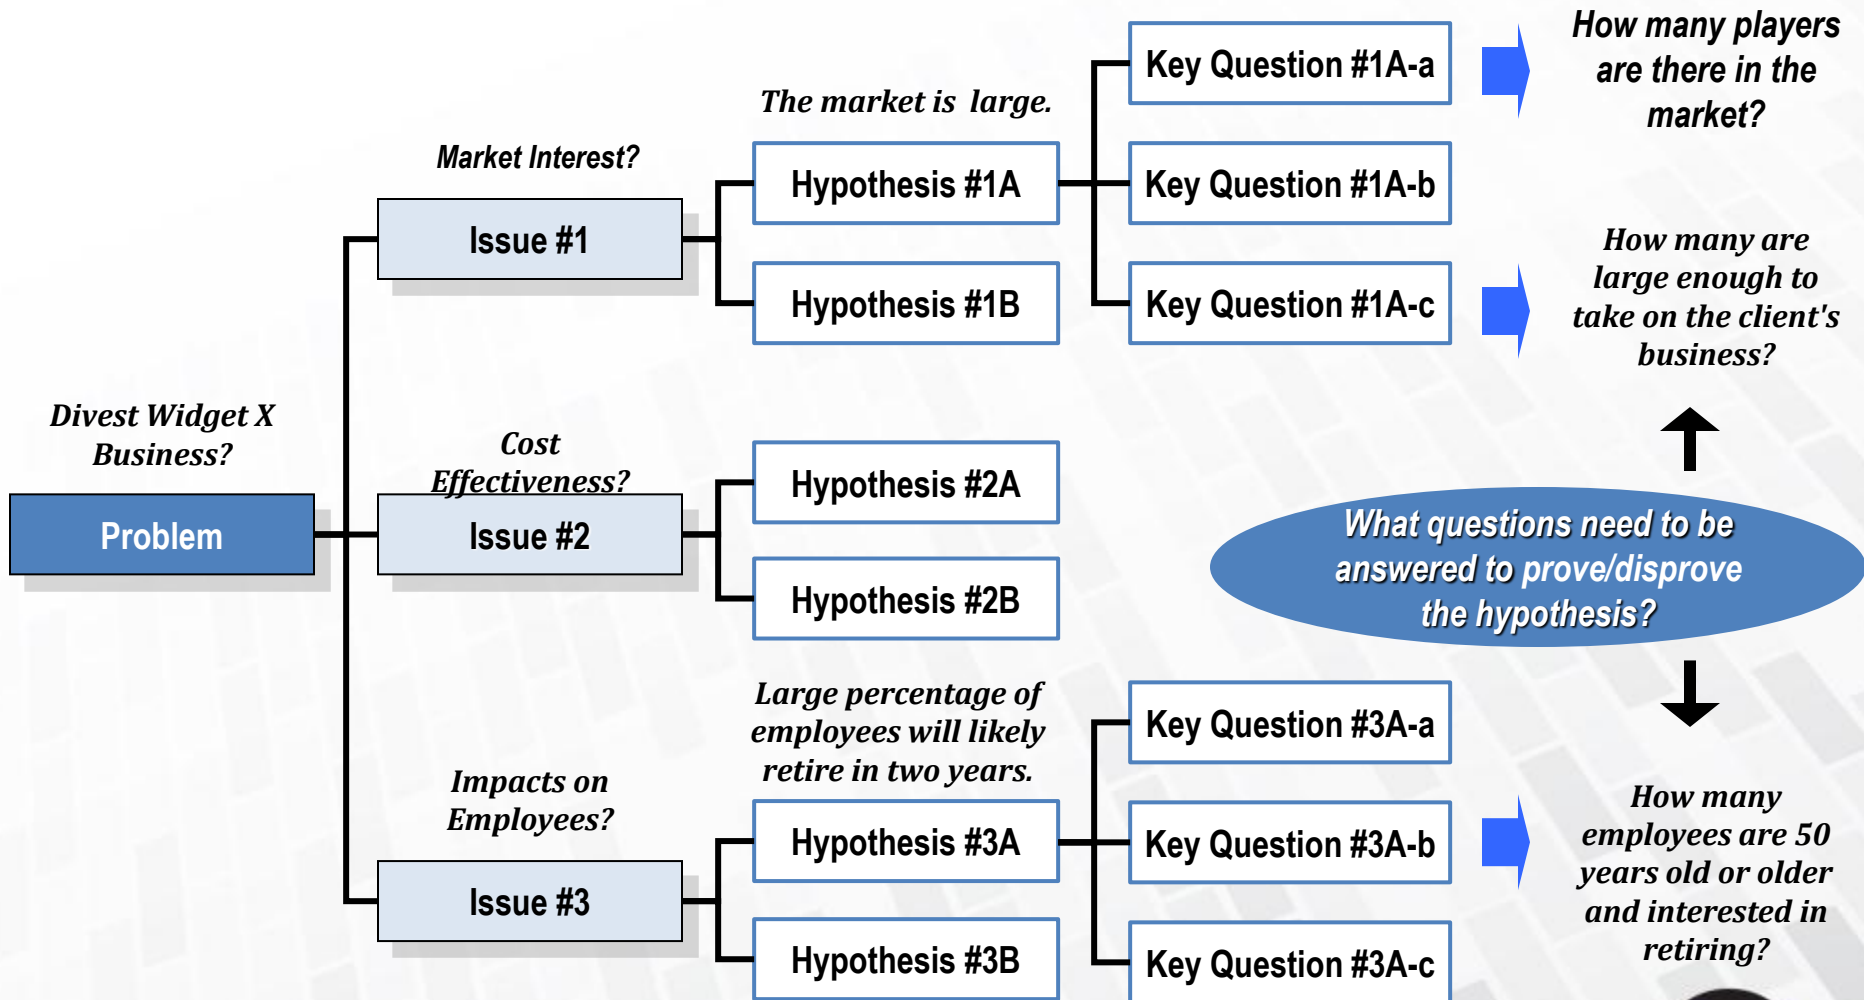 Divest Widget X
Business?
Problem
Market Interest?
Issue #1
Cost
Effectiveness?
Issue #2
Impacts on
Employees?
Issue #3
The market is  large.
Hypothesis #1A
Hypothesis #1B
Hypothesis #2A
Hypothesis #2B
Large percentage of
employees will likely
retire in two years.
Hypothesis #3A
Hypothesis #3B
Key Question #1A-a
Key Question #1A-b
Key Question #1A-c
Key Question #3A-a
Key Question #3A-b
Key Question #3A-c
How many players
are there in the
market?
How many are
large enough to
take on the client's
business?
What questions need to be
answered to prove/disprove
the hypothesis?
How many
employees are 50
years old or older
and interested in
retiring?